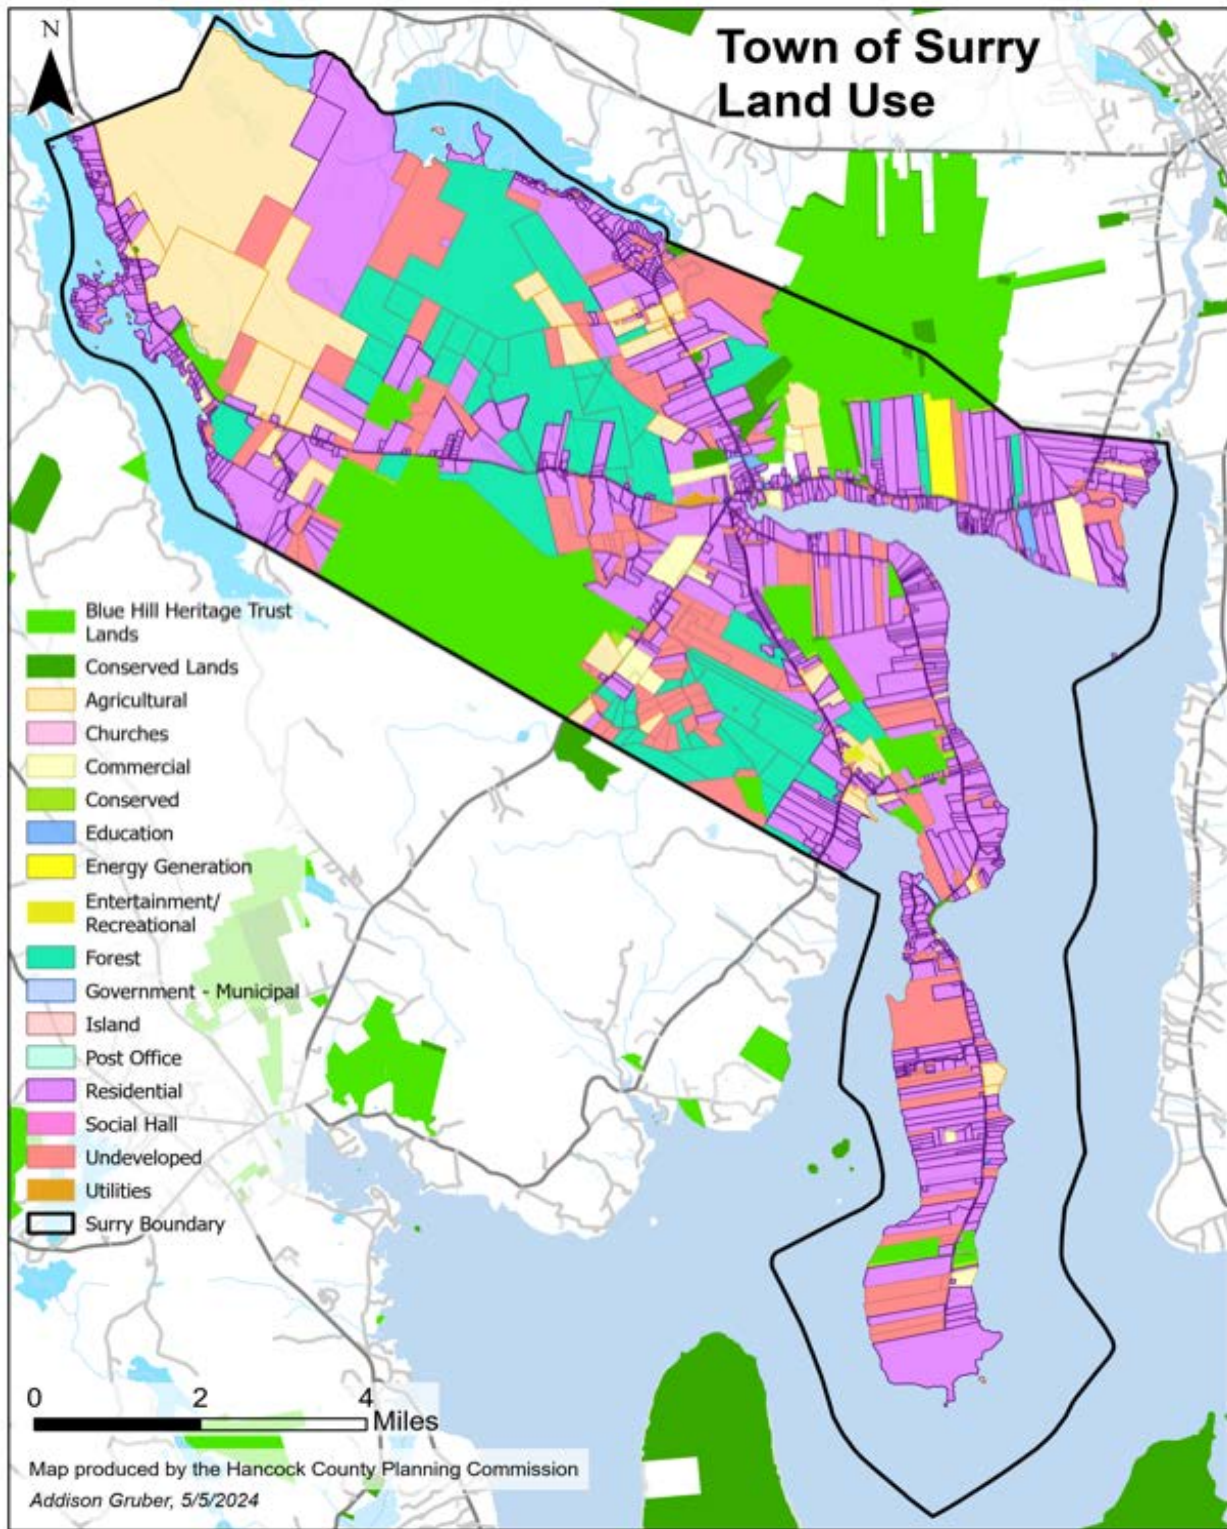 N
Town of Surry
Land Use
Blue Hill Heritage Trust
Lands
Conserved Lands
Agricultural
Churches
Commercial
Conserved
Education
Energy Generation
Entertainment/
Recreational
Forest
Government - Municipal
Island
Post Office
Residential
Social Hall
Undeveloped
Utilities
Surry Boundary
0 2 4
Miles
Map produced by the Hancock County Planning Commission
Addison Gruber, 5/5/2024